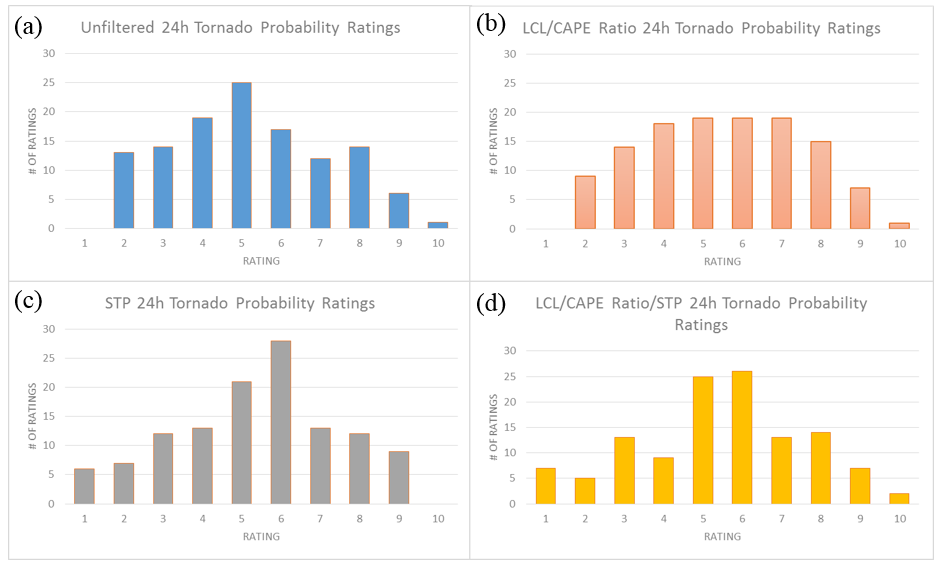 (a)
Unfiltered 24h Tornado Probability Ratings
30
25
20
15
10
5
0
# OF RATINGS
1 2 3 4 5 6 7 8 9 10
RATING
(b)
LCL/CAPE Ratio 24h Tornado Probability Ratings
30
25
20
15
10
5
0
# OF RATINGS
1 2 3 4 5 6 7 8 9 10
RATING
(c)
STP 24h Tornado Probability Ratings
30
25
20
15
10
5
0
# OF RATINGS
1 2 3 4 5 6 7 8 9 10
RATING
(d)
LCL/CAPE Ratio/STP 24h Tornado Probability
Ratings
30
25
20
15
10
5
0
# OF RATINGS
1 2 3 4 5 6 7 8 9 10
RATING